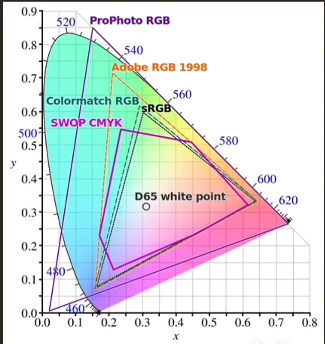 0.9
520
ProPhoto RGB
0.8
540
Adobe RGB 1998
0.7
560
Colormatch RGB
sRGB
0.6
SWOP CMYK
500
580
0.5
y
600
0.4
D65 white point
620
0.3
0.2
480
0.1
460
0.0
0.0 0.1 0.2 0.3 0.4 0.5 0.6 0.7 0.8
x